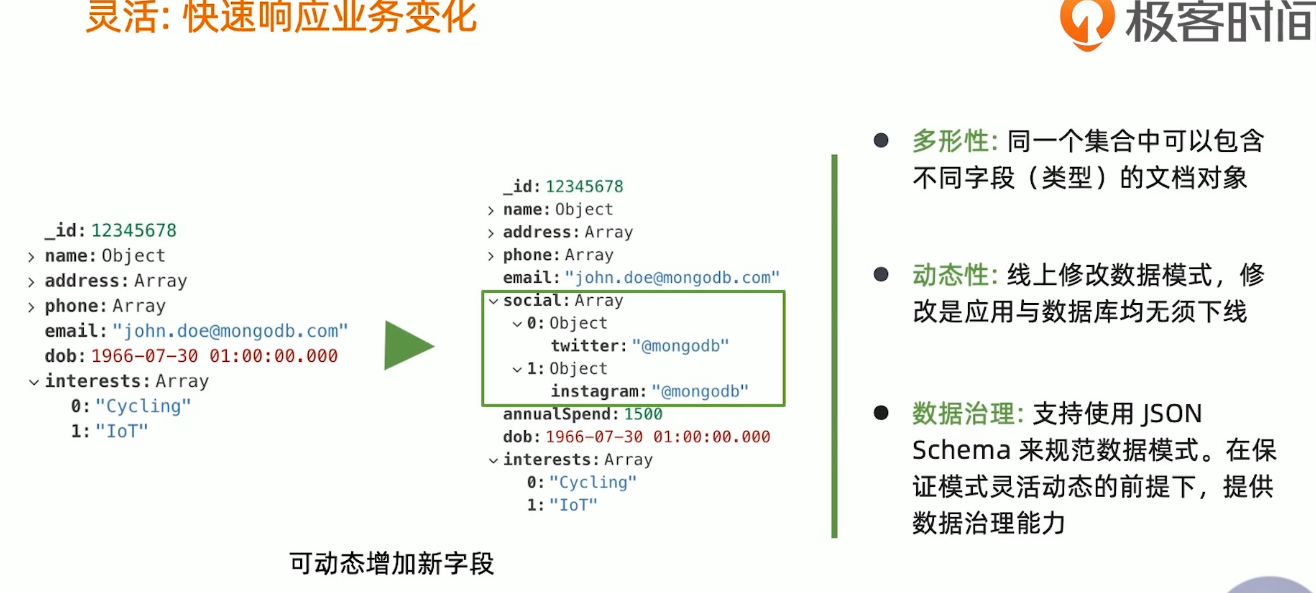 灵活: 快速响应业务变化
极客时间
_id: 12345678
name: Object
address: Array
phone: Array
email: "john.doe@mongodb.com"
dob: 1966-07-30 01:00:00.000
interests: Array
0: "Cycling"
1: "IoT"
_id: 12345678
name: Object
address: Array
phone: Array
email: "john.doe@mongodb.com"
social: Array
0: Object
twitter: "@mongodb"
1: Object
instagram: "@mongodb"
annualSpend: 1500
dob: 1966-07-30 01:00:00.000
interests: Array
0: "Cycling"
1: "IoT"
可动态增加新字段
多形性: 同一个集合中可以包含
不同字段（类型）的文档对象
动态性: 线上修改数据模式，修
改是应用与数据库均无须下线
数据治理: 支持使用 JSON
Schema 来规范数据模式。在保
证模式灵活动态的前提下，提供
数据治理能力